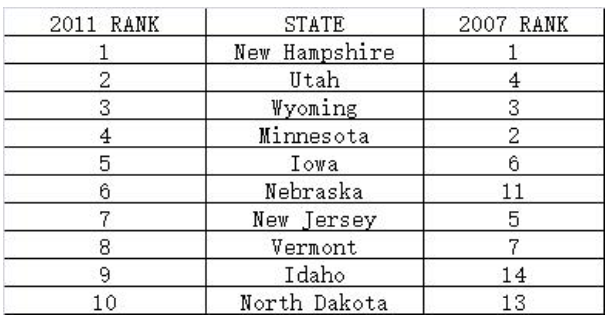 2011 RANK STATE 2007 RANK
1 New Hampshire 1
2 Utah 4
3 Wyoming 3
4 Minnesota 2
5 Iowa 6
6 Nebraska 11
7 New Jersey 5
8 Vermont 7
9 Idaho 14
10 North Dakota 13